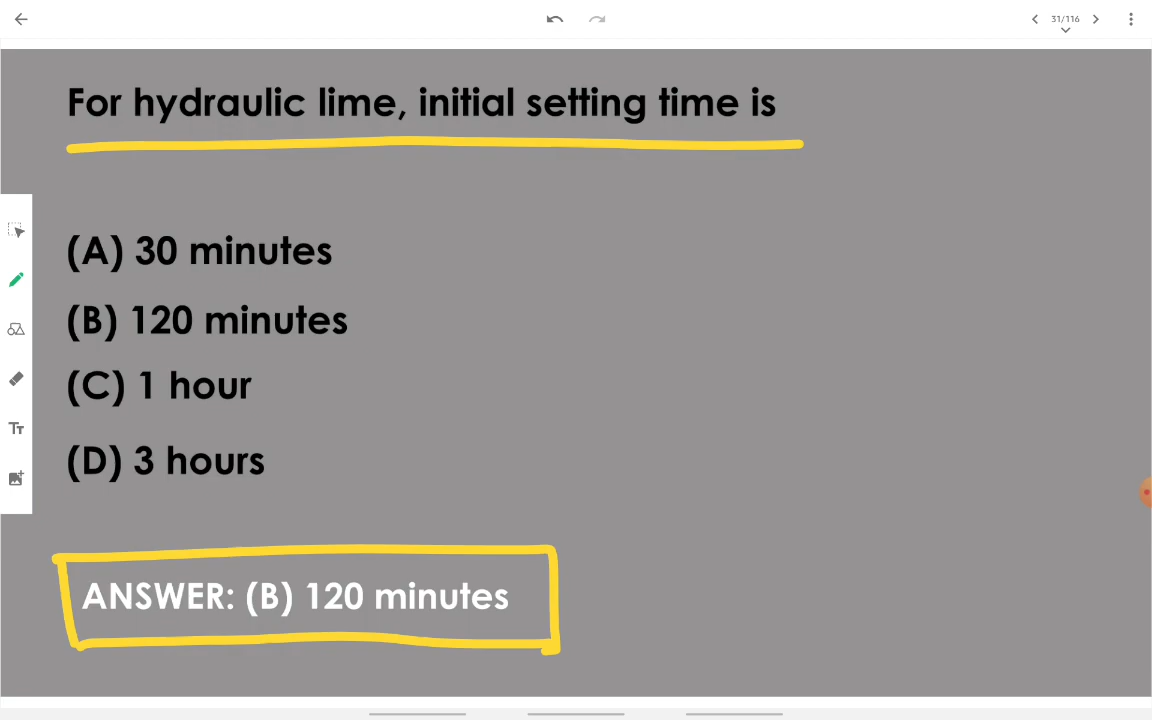 31/116
For hydraulic lime, initial setting time is
(A) 30 minutes
(B) 120 minutes
(C) 1 hour
(D) 3 hours
Tт
ANSWER: (B) 120 minutes